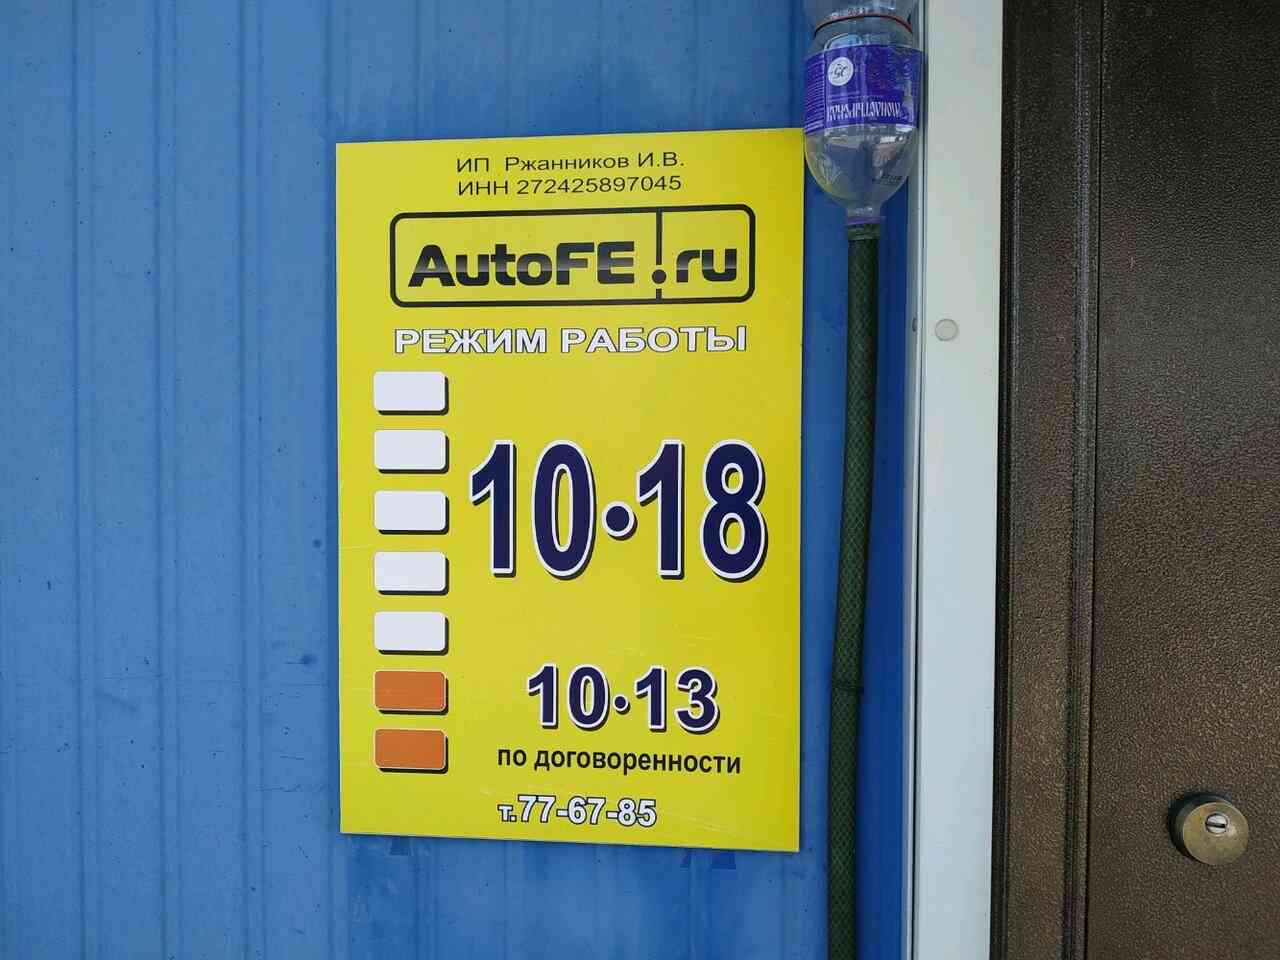 ИП Ржанников И.В.
ИНН 272425897045
AutoFE.ru
РЕЖИМ РАБОТЫ
10•18
10•13
по договоренности
т.77-67-85